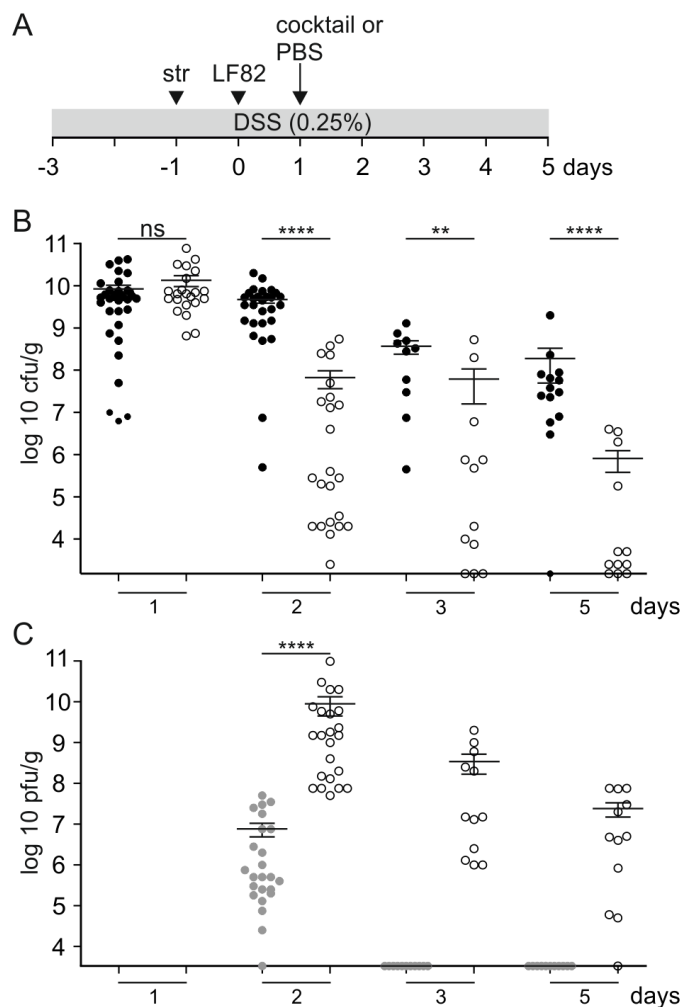 A
cocktail or
PBS
str
LF82
DSS (0.25%)
-3 -1 0 1 2 3 4 5 days
B
ns
****
**
****
log 10 cfu/g
11
10
9
8
7
6
5
4
1 2 3 5 days
C
****
log 10 pfu/g
11
10
9
8
7
6
5
4
1 2 3 5 days